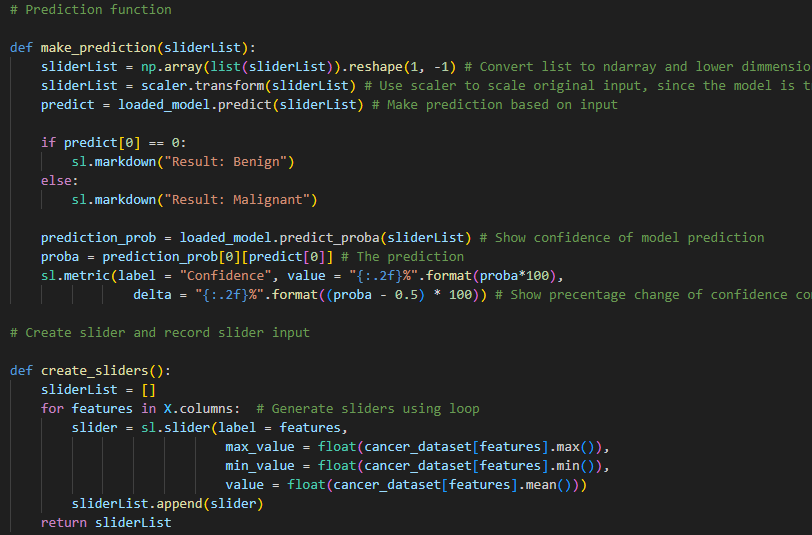 # Prediction function
def make_prediction(sliderList):
sliderList = np.array(list(sliderList)).reshape(1, -1) # Convert list to ndarray and lower dimmensio
sliderList = scaler.transform(sliderList) # Use scaler to scale original input, since the model is t
predict = loaded_model.predict(sliderList) # Make prediction based on input
if predict[0] == 0:
sl.markdown("Result: Benign")
else:
sl.markdown("Result: Malignant")
prediction_prob = loaded_model.predict_proba(sliderList) # Show confidence of model prediction
proba = prediction_prob[0][predict[0]] # The prediction
sl.metric(label = "Confidence", value = "{:.2f}%".format(proba*100),
delta = "{:.2f}%".format((proba - 0.5) * 100)) # Show precentage change of confidence co
# Create slider and record slider input
def create_sliders():
sliderList = []
for features in X.columns:  # Generate sliders using loop
slider = sl.slider(label = features,
max_value = float(cancer_dataset[features].max()),
min_value = float(cancer_dataset[features].min()),
value = float(cancer_dataset[features].mean()))
sliderList.append(slider)
return sliderList